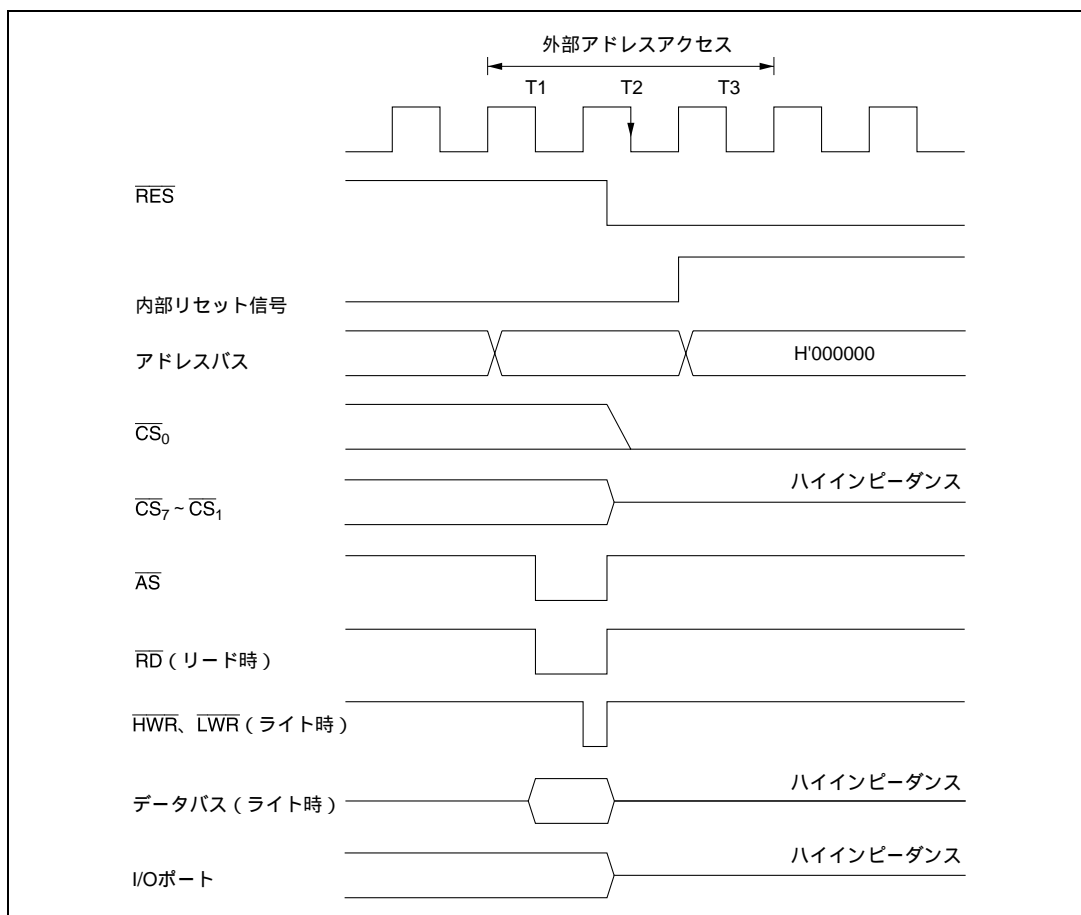 外部アドレスアクセス
T1 T2 T3
RES
内部リセット信号
アドレスバス H'000000
CS0
ハイインピーダンス
CS7 ~ CS1
AS
RD（リード時）
HWR、LWR（ライト時）
ハイインピーダンス
データバス（ライト時）
ハイインピーダンス
I/Oポート